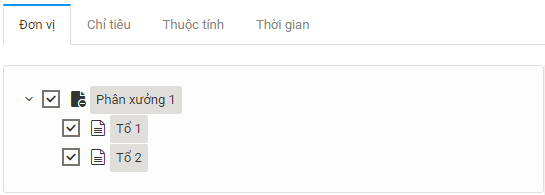 Đơn vị Chỉ tiêu Thuộc tính Thời gian
Phân xưởng 1
Tổ 1
Tổ 2